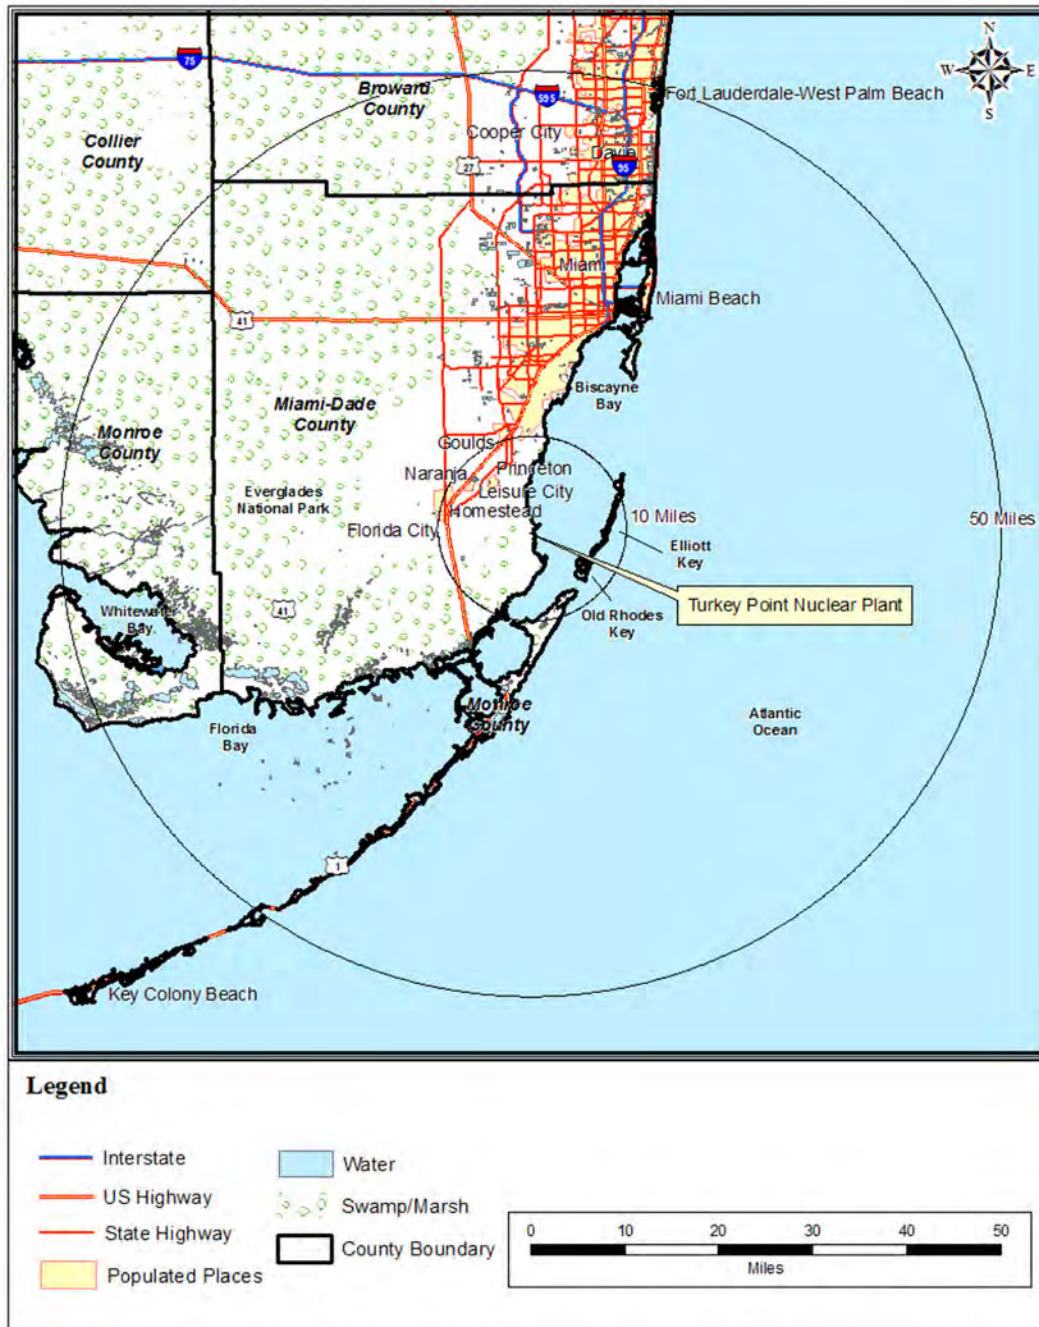 N
W
E
S
75
Broward
County
595
Fort Lauderdale-West Palm Beach
Collier
County
Cooper City
Davie
27
95
Miami
Miami Beach
41
Biscayne
Bay
Miami-Dade
County
Monroe
County
Goulds
Naranja
Princeton
Leisure City
Everglades
National Park
Homestead
10 Miles
50 Miles
Florida City
Elliott
Key
Turkey Point Nuclear Plant
41
Whitewater
Bay
Old Rhodes
Key
Monroe
County
Florida
Bay
Atlantic
Ocean
1
Key Colony Beach
Legend
Interstate
US Highway
State Highway
Populated Places
Water
Swamp/Marsh
County Boundary
0 10 20 30 40 50
Miles